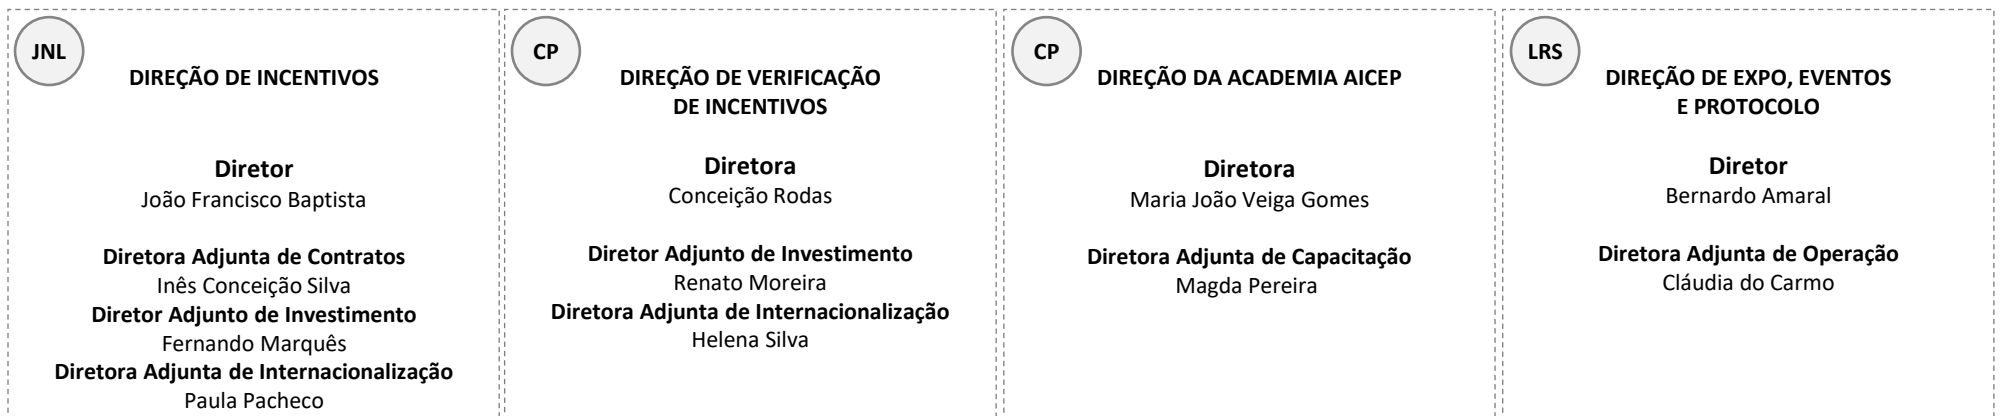 JNL
DIREÇÃO DE INCENTIVOS
Diretor
João Francisco Baptista
Diretora Adjunta de Contratos
Inês Conceição Silva
Diretor Adjunto de Investimento
Fernando Marquês
Diretora Adjunta de Internacionalização
Paula Pacheco
CP
DIREÇÃO DE VERIFICAÇÃO
DE INCENTIVOS
Diretora
Conceição Rodas
Diretor Adjunto de Investimento
Renato Moreira
Diretora Adjunta de Internacionalização
Helena Silva
CP
DIREÇÃO DA ACADEMIA AICEP
Diretora
Maria João Veiga Gomes
Diretora Adjunta de Capacitação
Magda Pereira
LRS
DIREÇÃO DE EXPO, EVENTOS
E PROTOCOLO
Diretor
Bernardo Amaral
Diretora Adjunta de Operação
Cláudia do Carmo